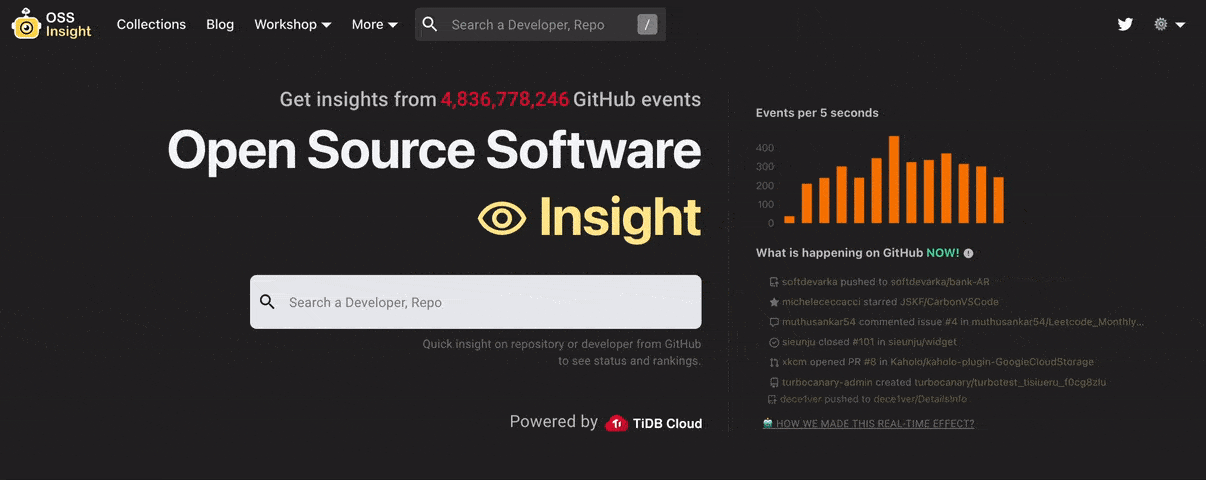 OSS
Insight
Collections Blog Workshop More Search a Developer, Repo /
Get insights from 4,836,778,246 GitHub events
Open Source Software
Insight
Search a Developer, Repo
Quick insight on repository or developer from GitHub
to see status and rankings.
Powered by TiDB Cloud
Events per 5 seconds
400
300
200
100
0
What is happening on GitHub NOW!
softdevarka pushed to softdevarka/bank-AR
michelececcacci starred JSKF/CarbonVSCode
muthusankar54 commented issue #4 in muthusankar54/Leetcode_Monthly...
sieunju closed #101 in sieunju/widget
xkcm opened PR #8 in Kaholo/kaholo-plugin-GoogleCloudStorage
turbocanary-admin created turbocanary/turbotest_tisiueru_f0cg8zlu
dece1ver pushed to dece1ver/DetailsInfo
HOW WE MADE THIS REAL-TIME EFFECT?